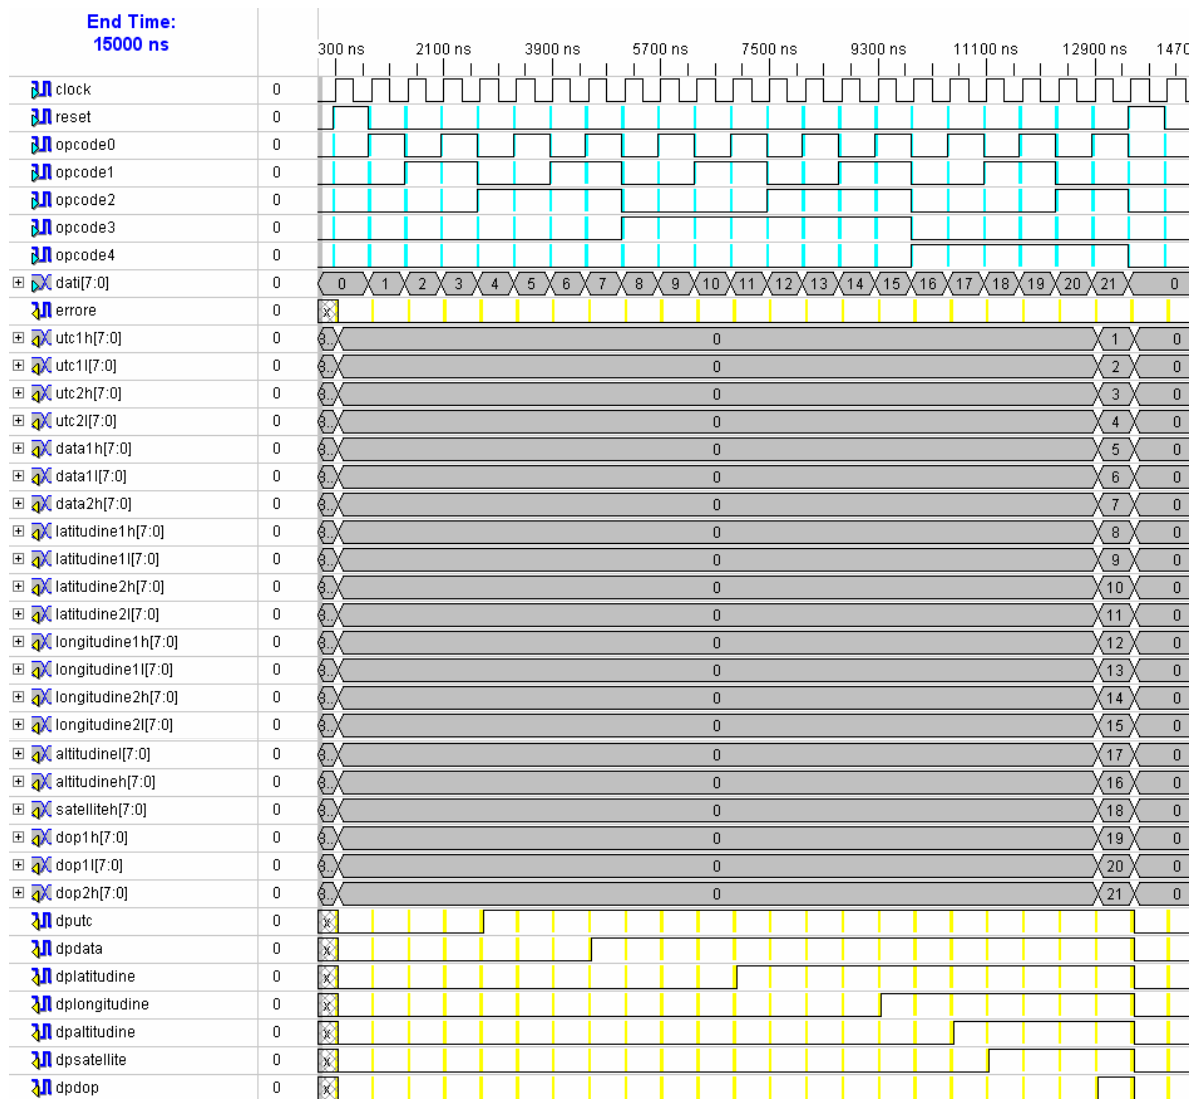 End Time:
15000 ns
300 ns 2100 ns 3900 ns 5700 ns 7500 ns 9300 ns 11100 ns 12900 ns 1470
clock 0
reset 0
opcode0 0
opcode1 0
opcode2 0
opcode3 0
opcode4 0
dati[7:0] 0 0 1 2 3 4 5 6 7 8 9 10 11 12 13 14 15 16 17 18 19 20 21 0
errore 0 x
utc1h[7:0] 0 0 1 0
utc1l[7:0] 0 0 2 0
utc2h[7:0] 0 0 3 0
utc2l[7:0] 0 0 4 0
data1h[7:0] 0 0 5 0
data1l[7:0] 0 0 6 0
data2h[7:0] 0 0 7 0
latitudine1h[7:0] 0 0 8 0
latitudine1l[7:0] 0 0 9 0
latitudine2h[7:0] 0 0 10 0
latitudine2l[7:0] 0 0 11 0
longitudine1h[7:0] 0 0 12 0
longitudine1l[7:0] 0 0 13 0
longitudine2h[7:0] 0 0 14 0
longitudine2l[7:0] 0 0 15 0
altitudinel[7:0] 0 0 17 0
altitudineh[7:0] 0 0 16 0
satelliteh[7:0] 0 0 18 0
dop1h[7:0] 0 0 19 0
dop1l[7:0] 0 0 20 0
dop2h[7:0] 0 0 21 0
dputc 0 x
dpdata 0 x
dplatitudine 0 x
dplongitudine 0 x
dpaltitudine 0 x
dpsatellite 0 x
dpdop 0 x